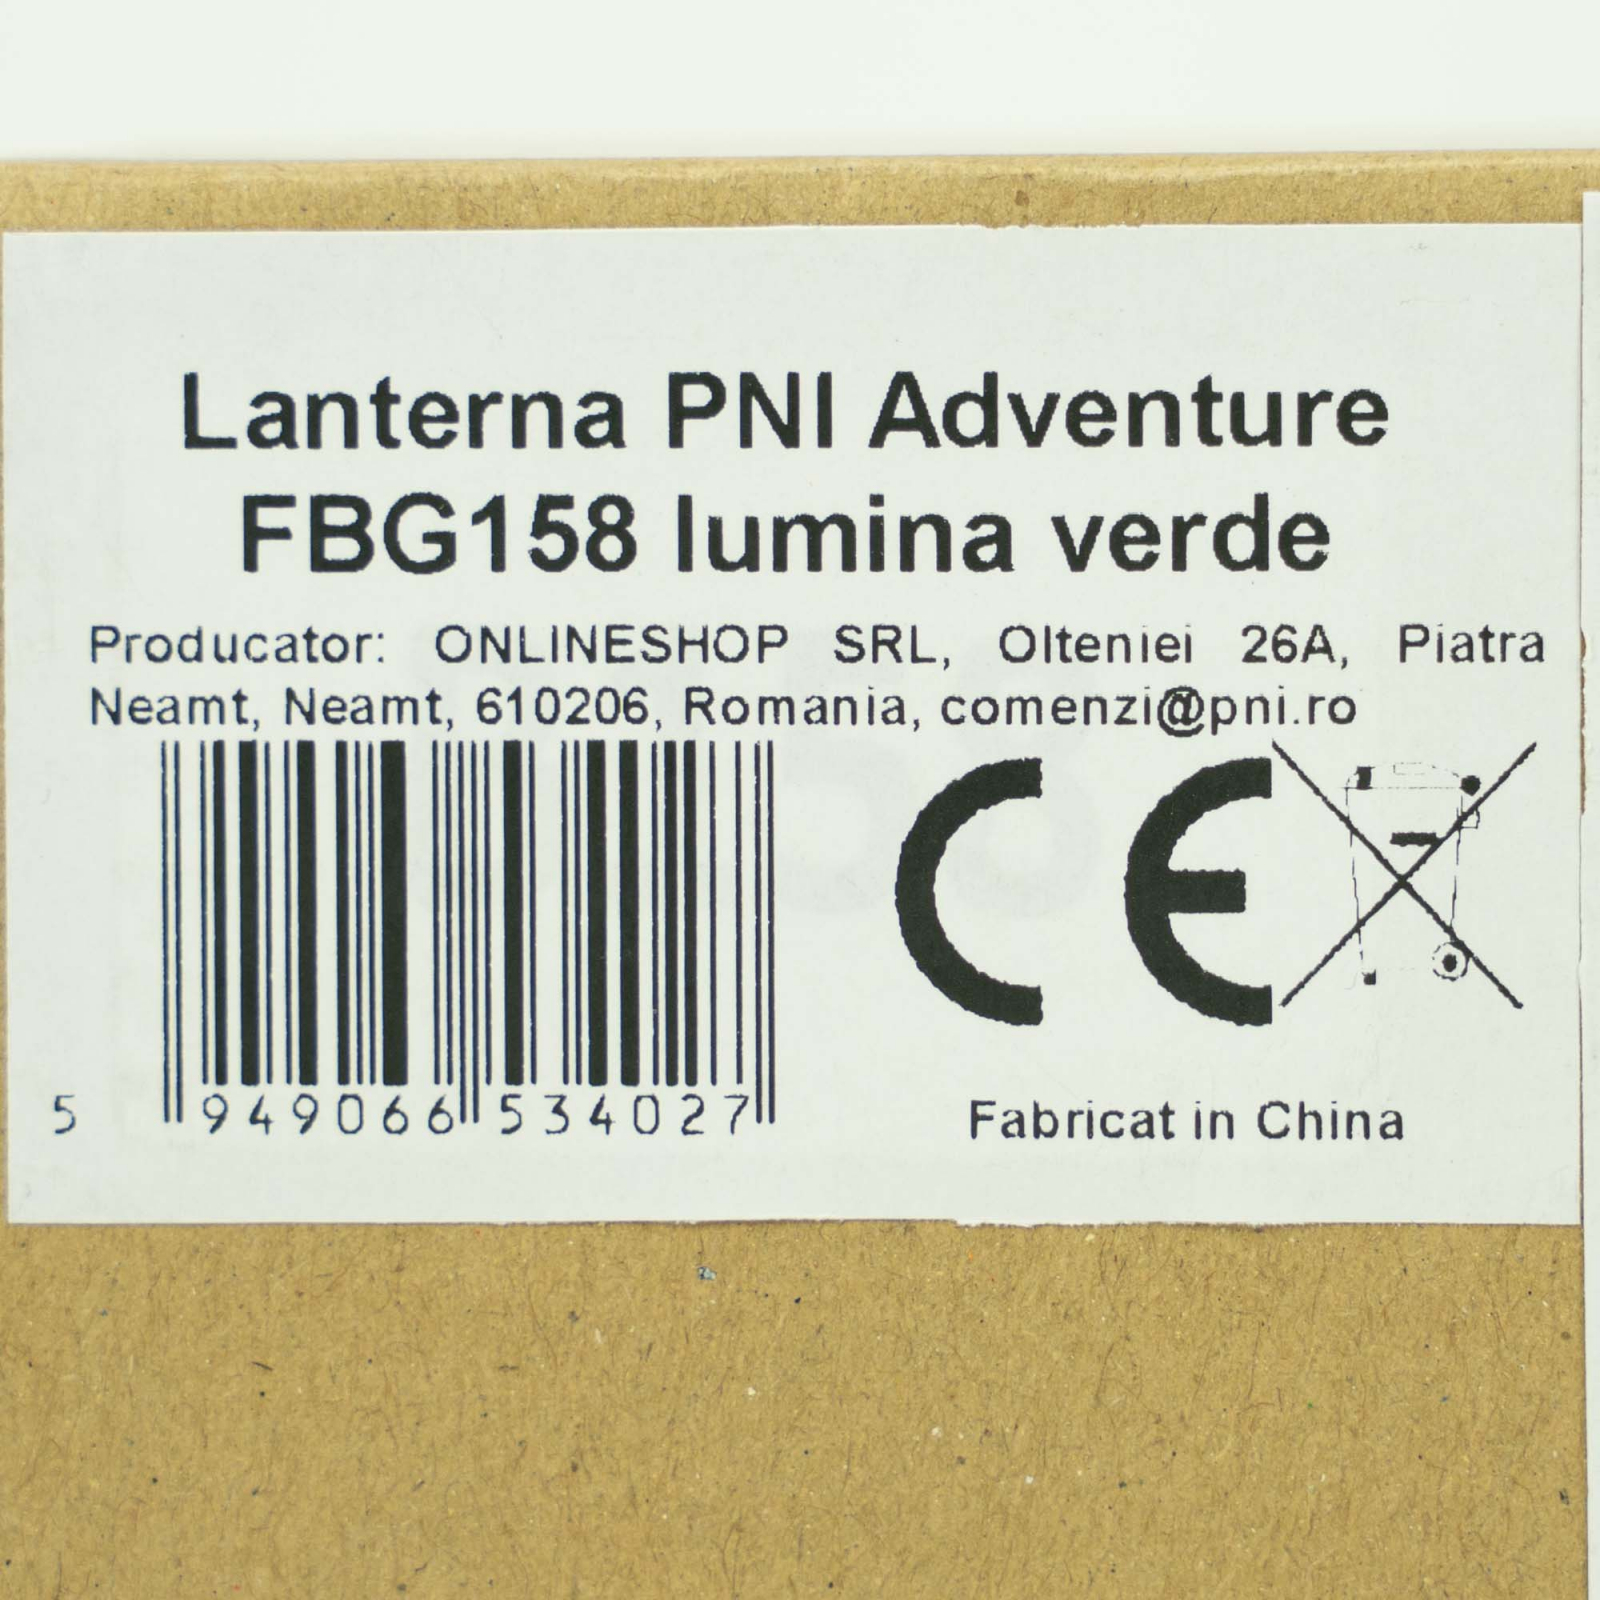 Lanterna PNI Adventure
FBG158 lumina verde
Producator: ONLINESHOP SRL, Olteniei 26A, Piatra
Neamt, Neamt, 610206, Romania, comenzi@pni.ro
CE
5 949066 534027
Fabricat in China